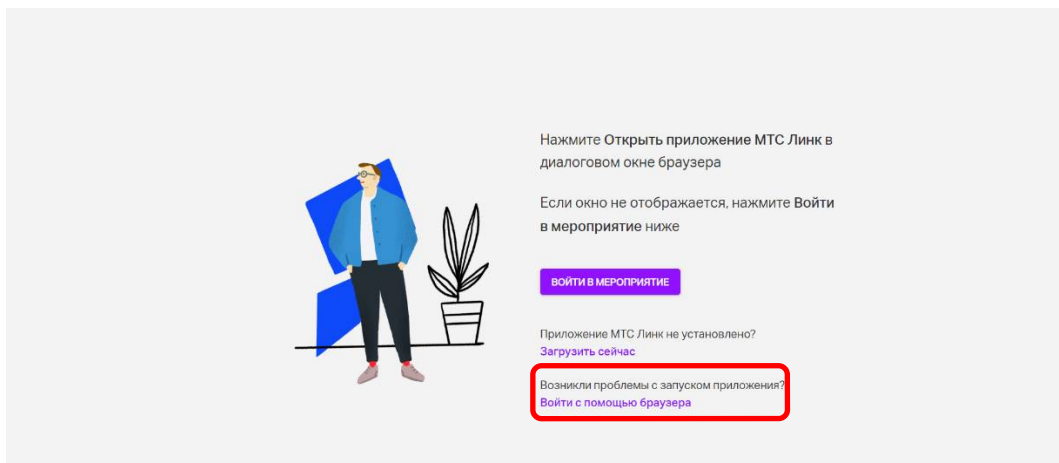 Нажмите Открыть приложение МТС Линк в
диалоговом окне браузера
Если окно не отображается, нажмите Войти
в мероприятие ниже
ВОЙТИ В МЕРОПРИЯТИЕ
Приложение МТС Линк не установлено?
Загрузить сейчас
Возникли проблемы с запуском приложения?
Войти с помощью браузера